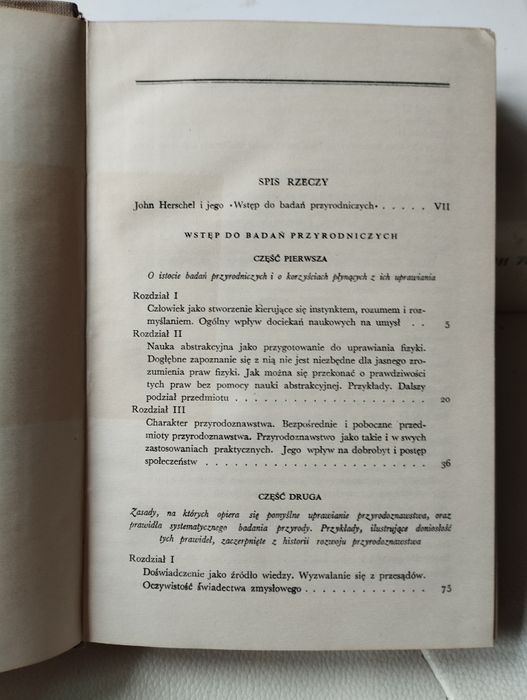 SPIS RZECZY
John Herschel i jego «Wstęp do badań przyrodniczych» . . . . . VII
WSTĘP DO BADAŃ PRZYRODNICZYCH
CZĘŚĆ PIERWSZA
O istocie badań przyrodniczych i o korzyściach płynących z ich uprawiania
Rozdział I
Człowiek jako stworzenie kierujące się instynktem, rozumem i roz-
myślaniem. Ogólny wpływ dociekań naukowych na umysł . . 5
Rozdział II
Nauka abstrakcyjna jako przygotowanie do uprawiania fizyki.
Dogłębne zapoznanie się z nią nie jest niezbędne dla jasnego zro-
zumienia praw fizyki. Jak można się przekonać o prawdziwości
tych praw bez pomocy nauki abstrakcyjnej. Przykłady. Dalszy
podział przedmiotu . . . . . . . . . . . . . . . . . . . . 20
Rozdział III
Charakter przyrodoznawstwa. Bezpośrednie i poboczne przed-
mioty przyrodoznawstwa. Przyrodoznawstwo jako takie i w swych
zastosowaniach praktycznych. Jego wpływ na dobrobyt i postęp
społeczeństw . . . . . . . . . . . . . . . . . . . . . . . 36
CZĘŚĆ DRUGA
Zasady, na których opiera się pomyślne uprawianie przyrodoznawstwa, oraz
prawidła systematycznego badania przyrody. Przykłady, ilustrujące doniosłość
tych prawideł, zaczerpnięte z historii rozwoju przyrodoznawstwa
Rozdział I
Doświadczenie jako źródło wiedzy. Wyzwalanie się z przesądów.
Oczywistość świadectwa zmysłowego . . . . . . . . . . . . . 75